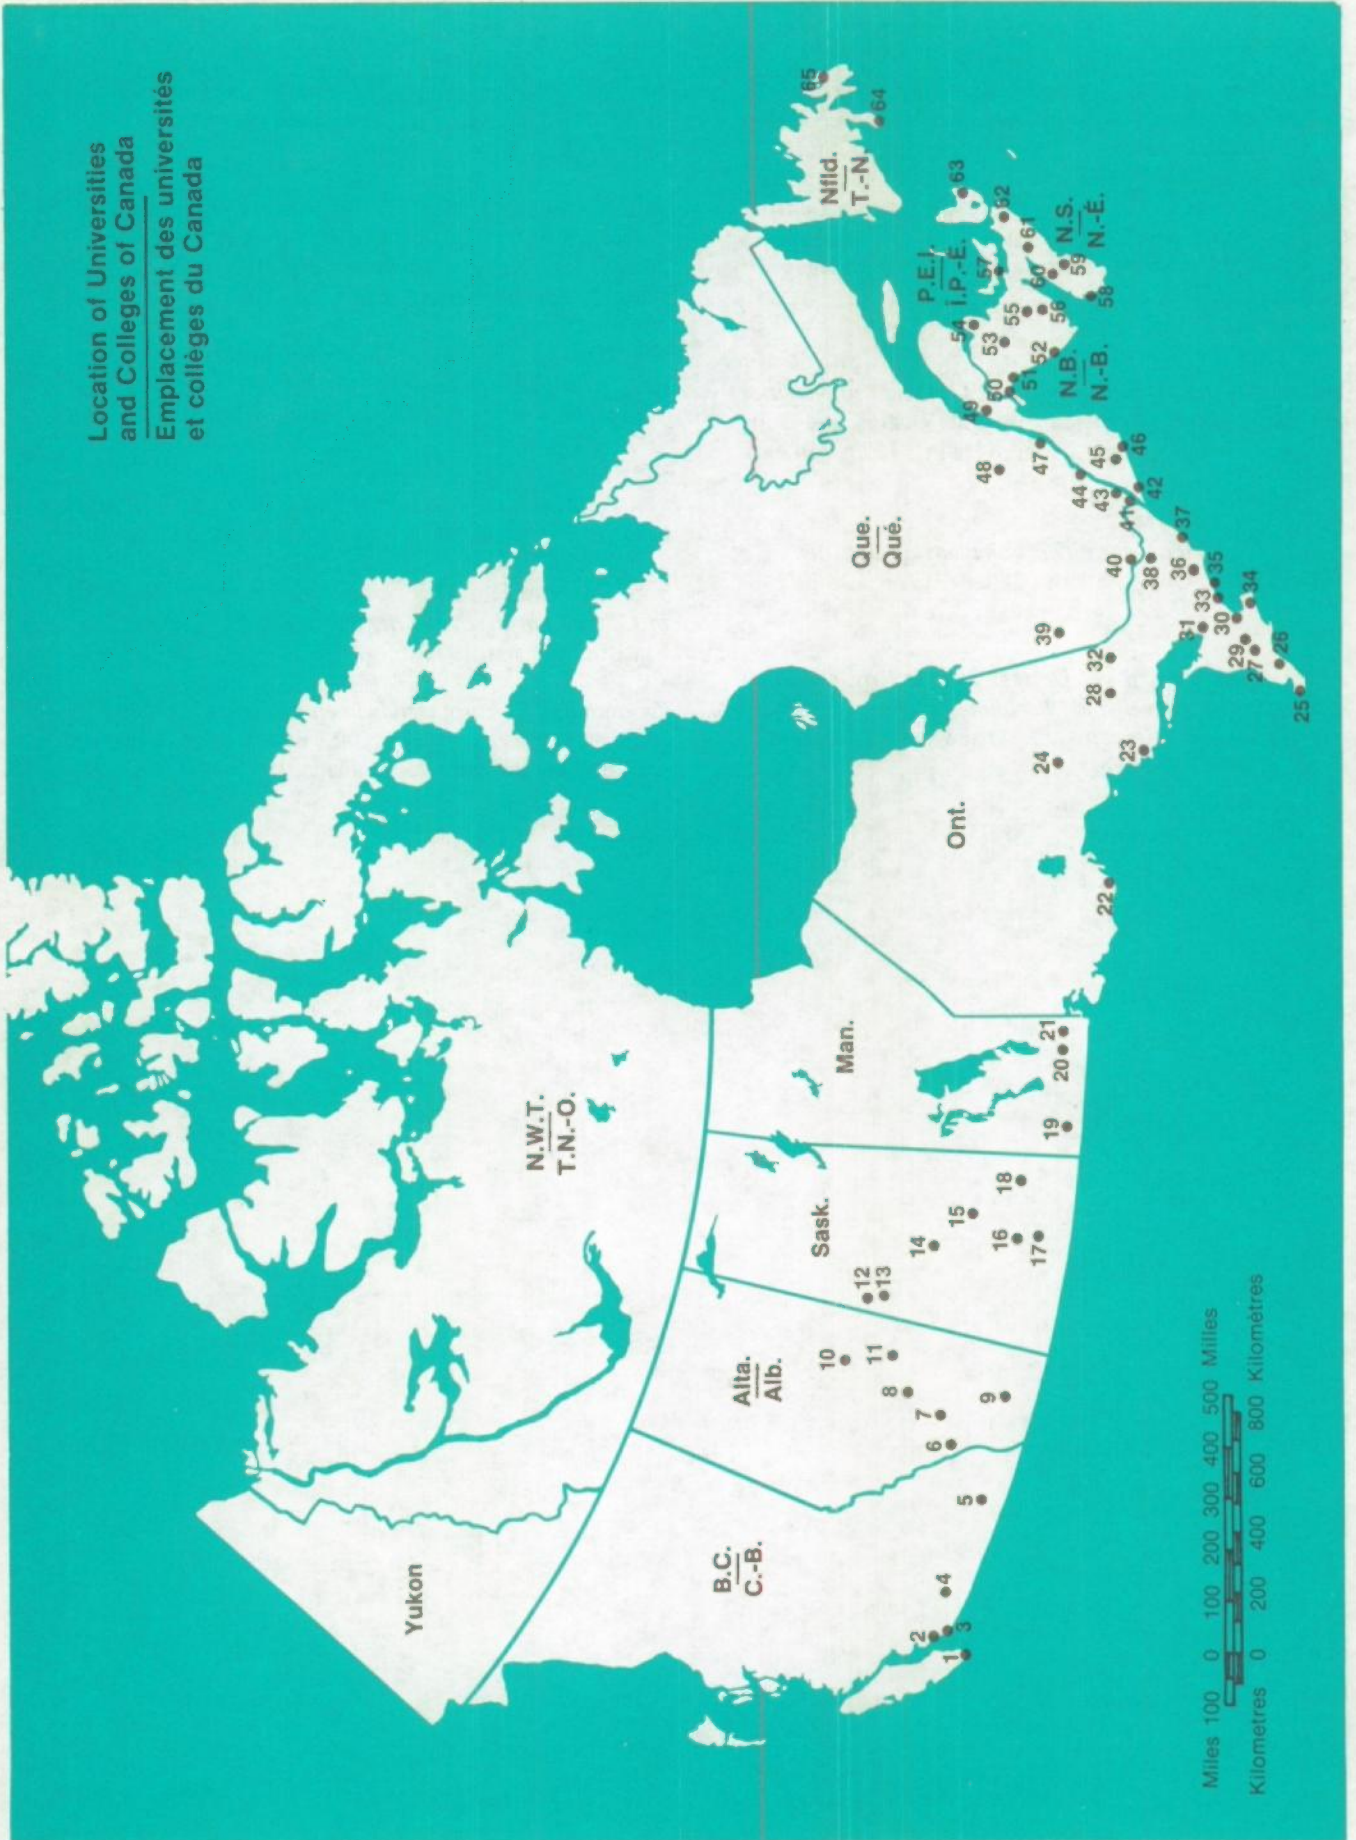 Location of Universities
and Colleges of Canada
Emplacement des universités
et collèges du Canada
Yukon
N.W.T.
T.N.-O.
B.C.
C.-B.
Alta.
Alb.
Sask.
Man.
Ont.
Que.
Qué.
Nfld.
T.-N
P.E.I.
Î.P.-É.
N.B.
N.-B.
N.S.
N.-É.
1
2
3
4
5
6
7
8
9
10
11
12
13
14
15
16
17
18
19
20
21
22
23
24
25
26
27
28
29
30
31
32
33
34
35
36
37
38
39
40
41
42
43
44
45
46
47
48
49
50
51
52
53
54
55
56
57
58
59
60
61
62
63
64
65
Miles 100 0 100 200 300 400 500 Milles
Kilometres 0 200 400 600 800 Kilomètres